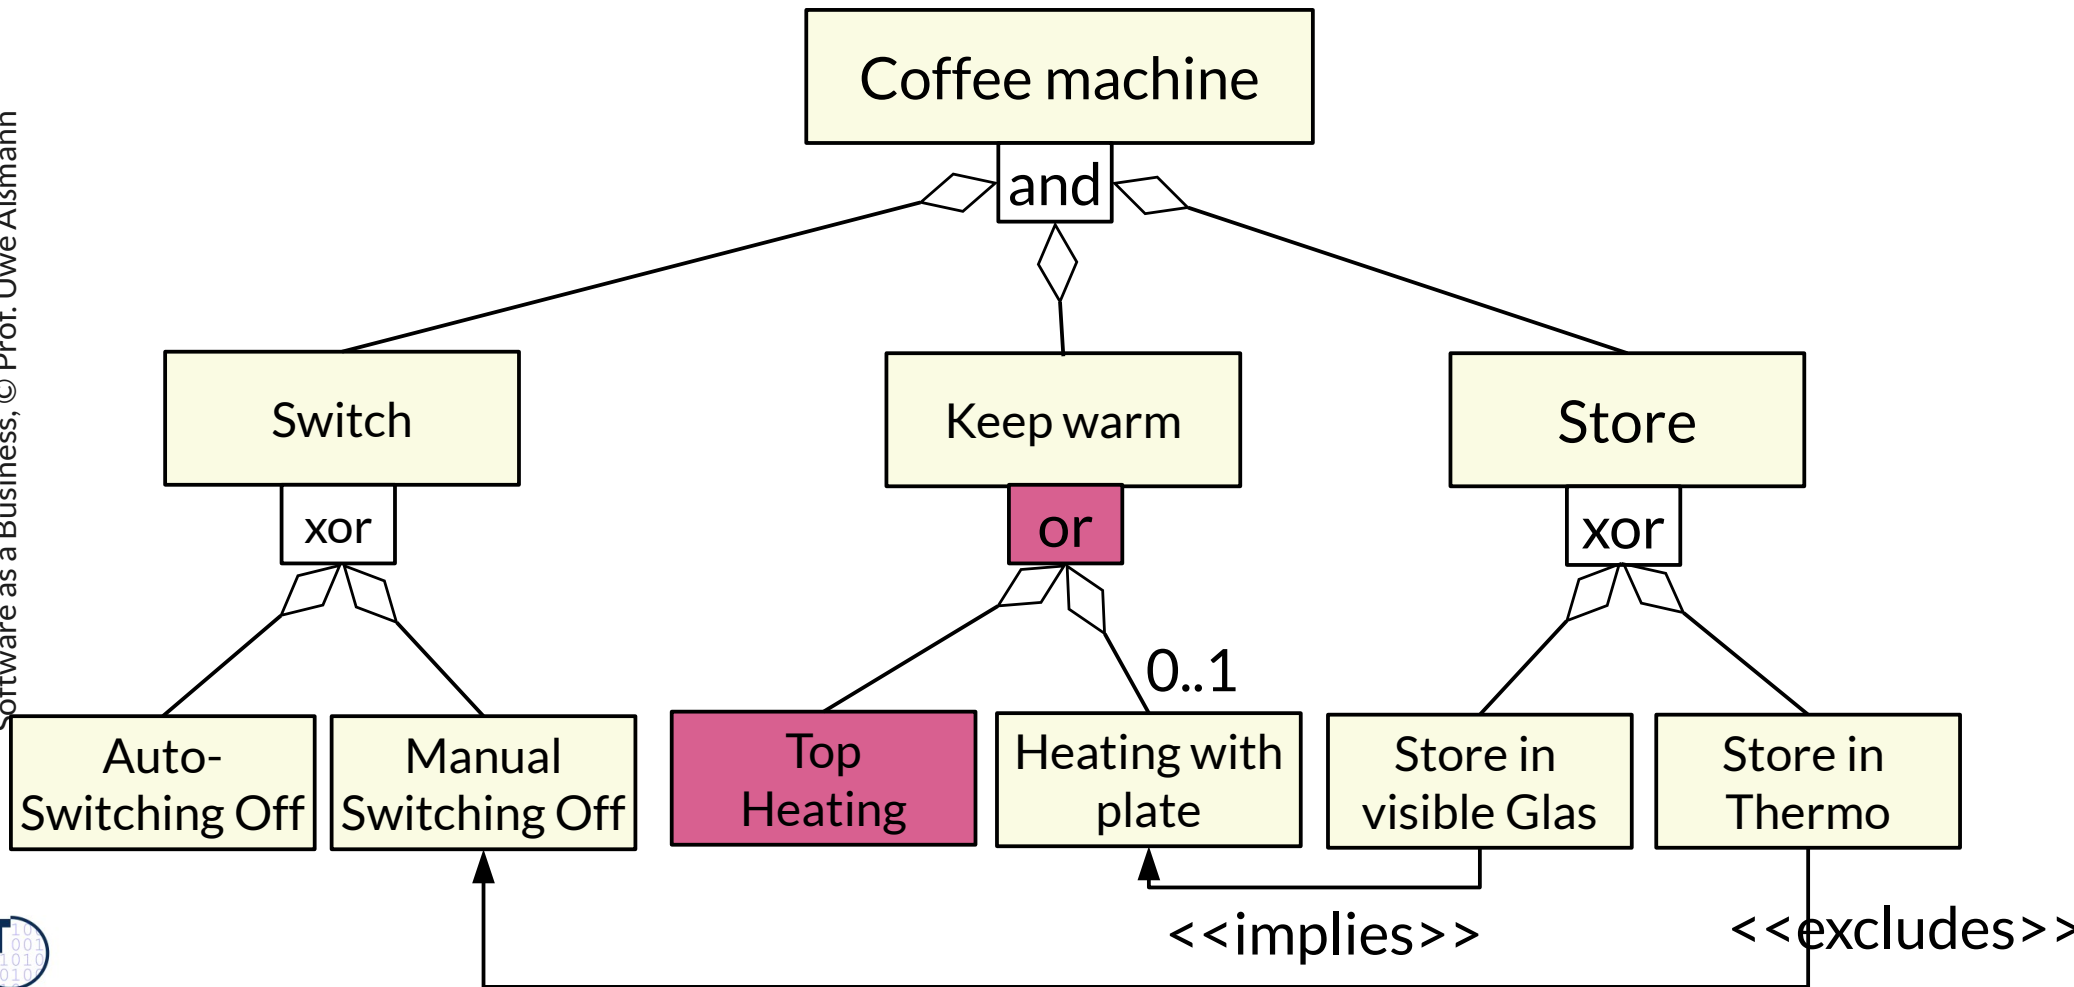 Coffee machine
and
Switch
Keep warm
Store
xor
or
xor
0..1
Auto-
Switching Off
Manual
Switching Off
Top
Heating
Heating with
plate
Store in
visible Glas
Store in
Thermo
<<implies>>
<<excludes>>
Software as a Business, © Prof. Uwe Aßmann